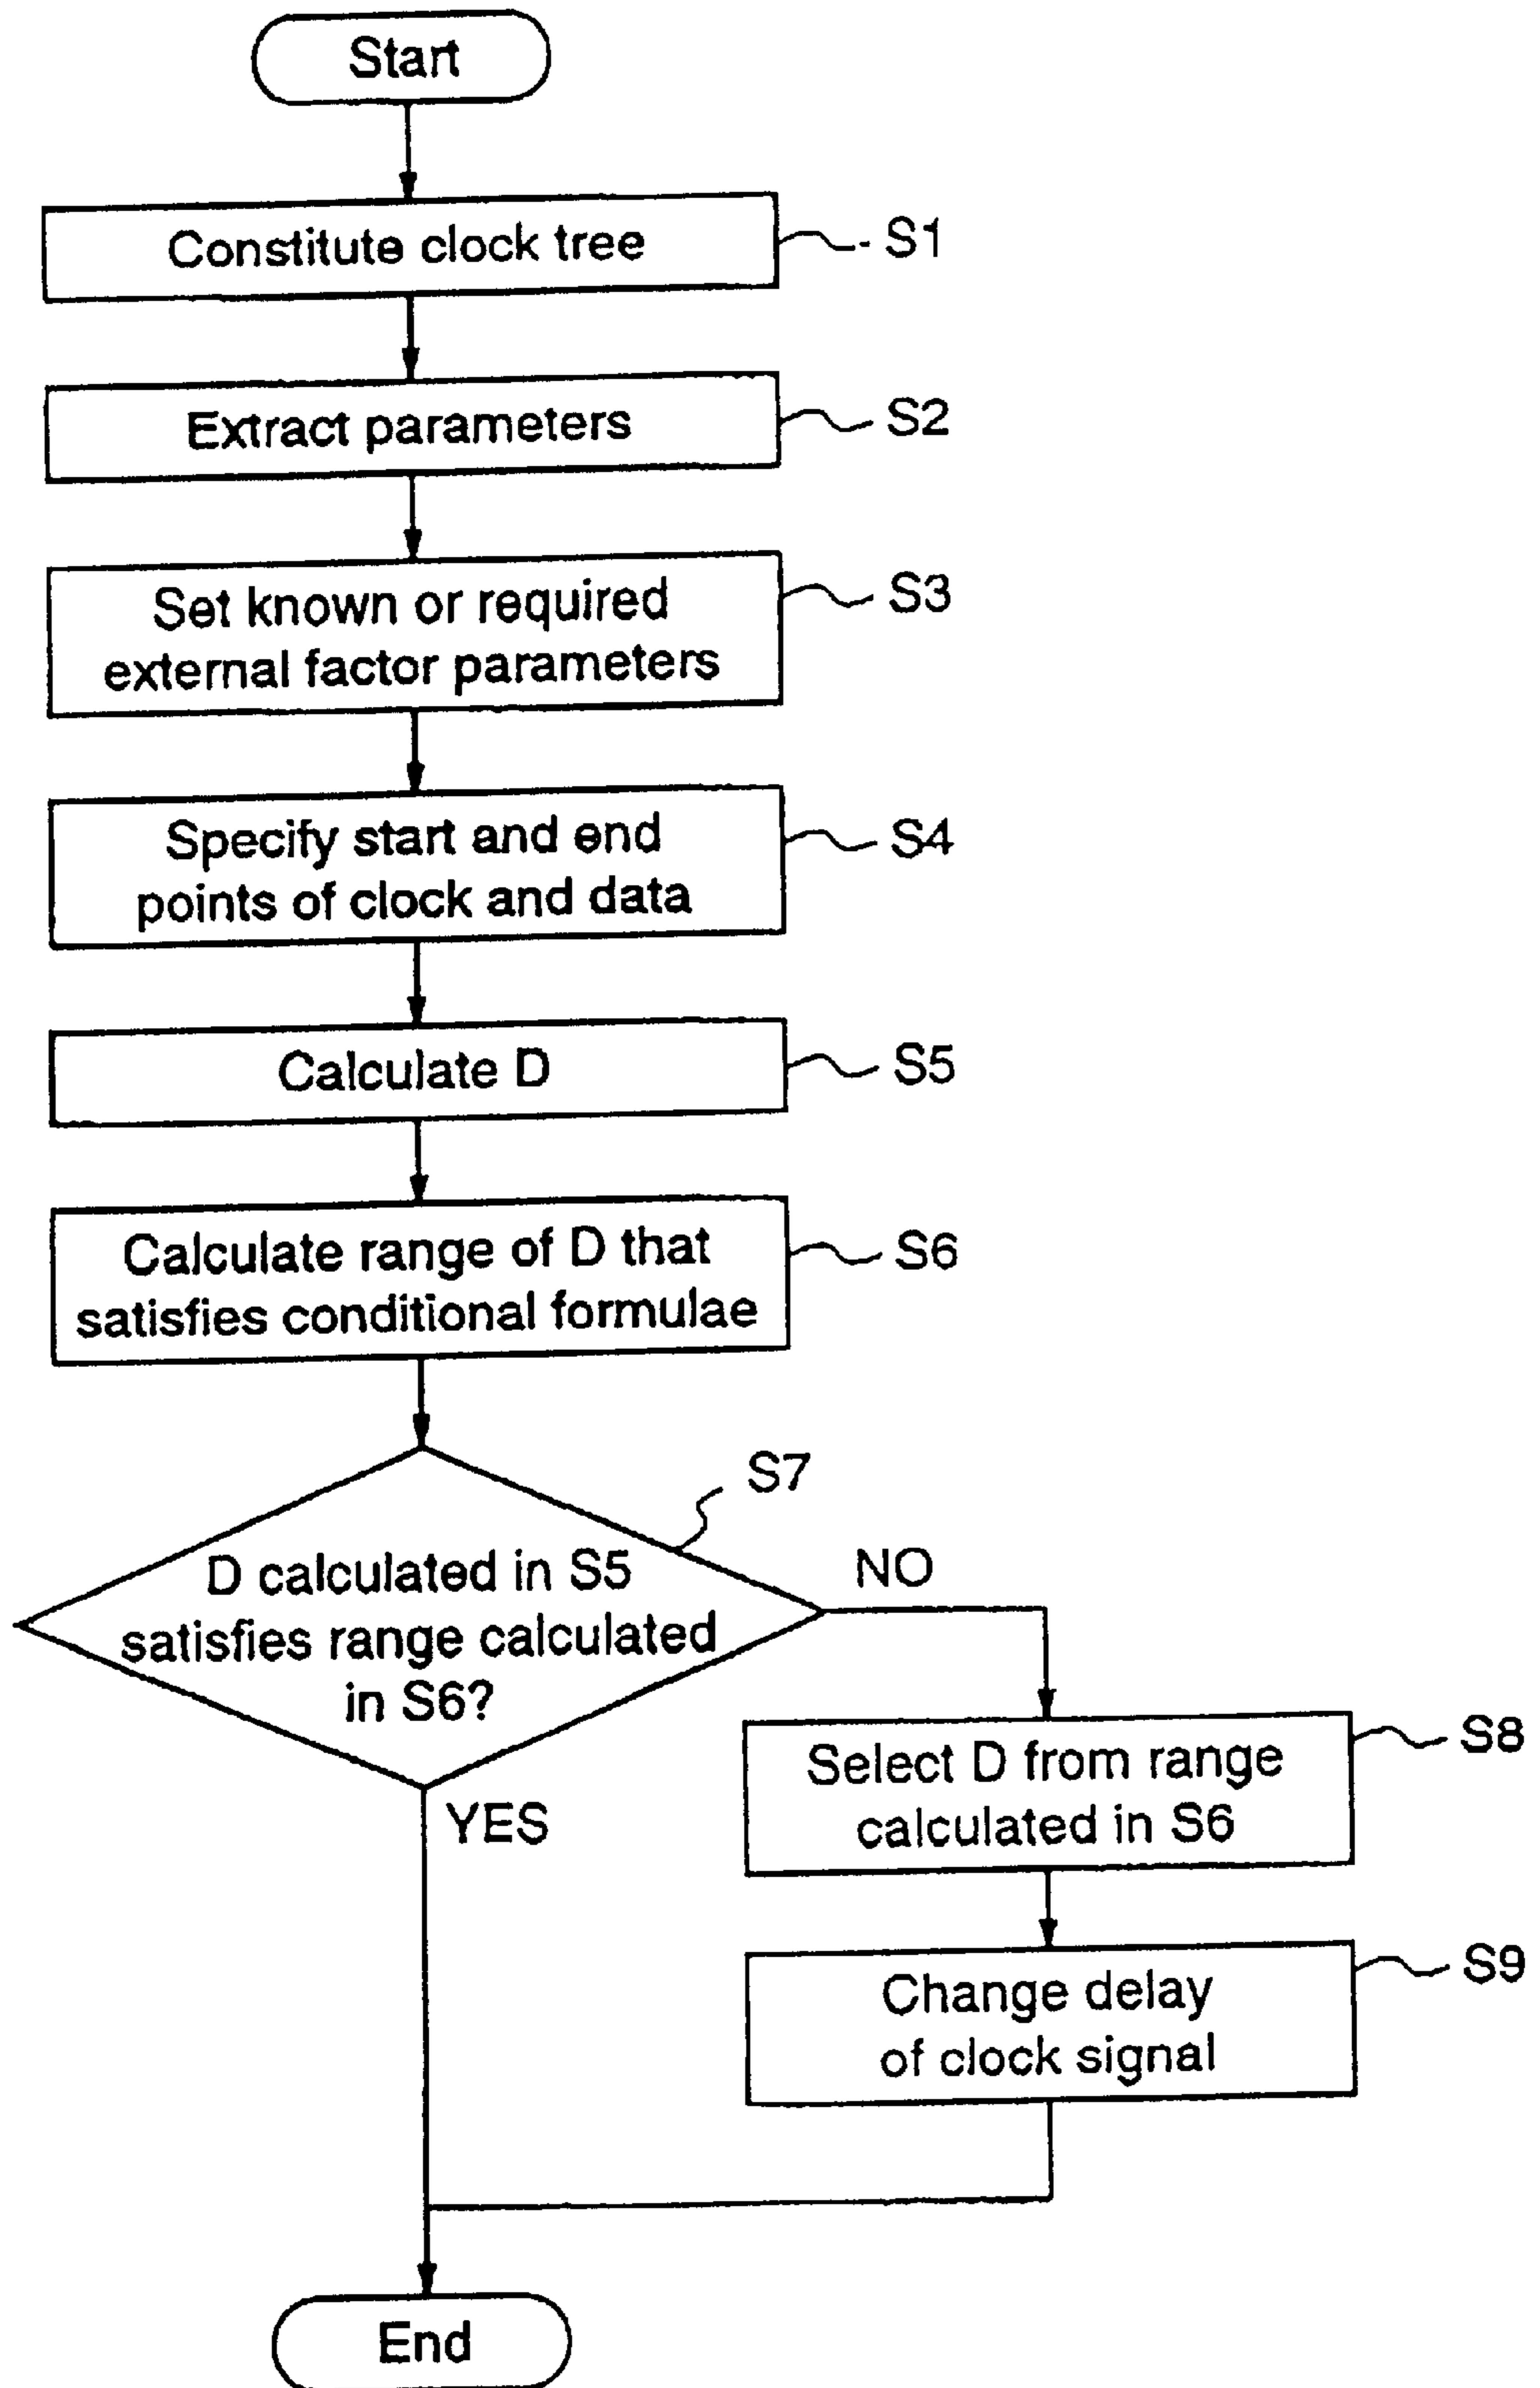 Start
Constitute clock tree
S1
Extract parameters
S2
Set known or required
external factor parameters
S3
Specify start and end
points of clock and data
S4
Calculate D
S5
Calculate range of D that
satisfies conditional formulae
S6
S7
D calculated in S5
satisfies range calculated
in S6?
NO
YES
Select D from range
calculated in S6
S8
Change delay
of clock signal
S9
End